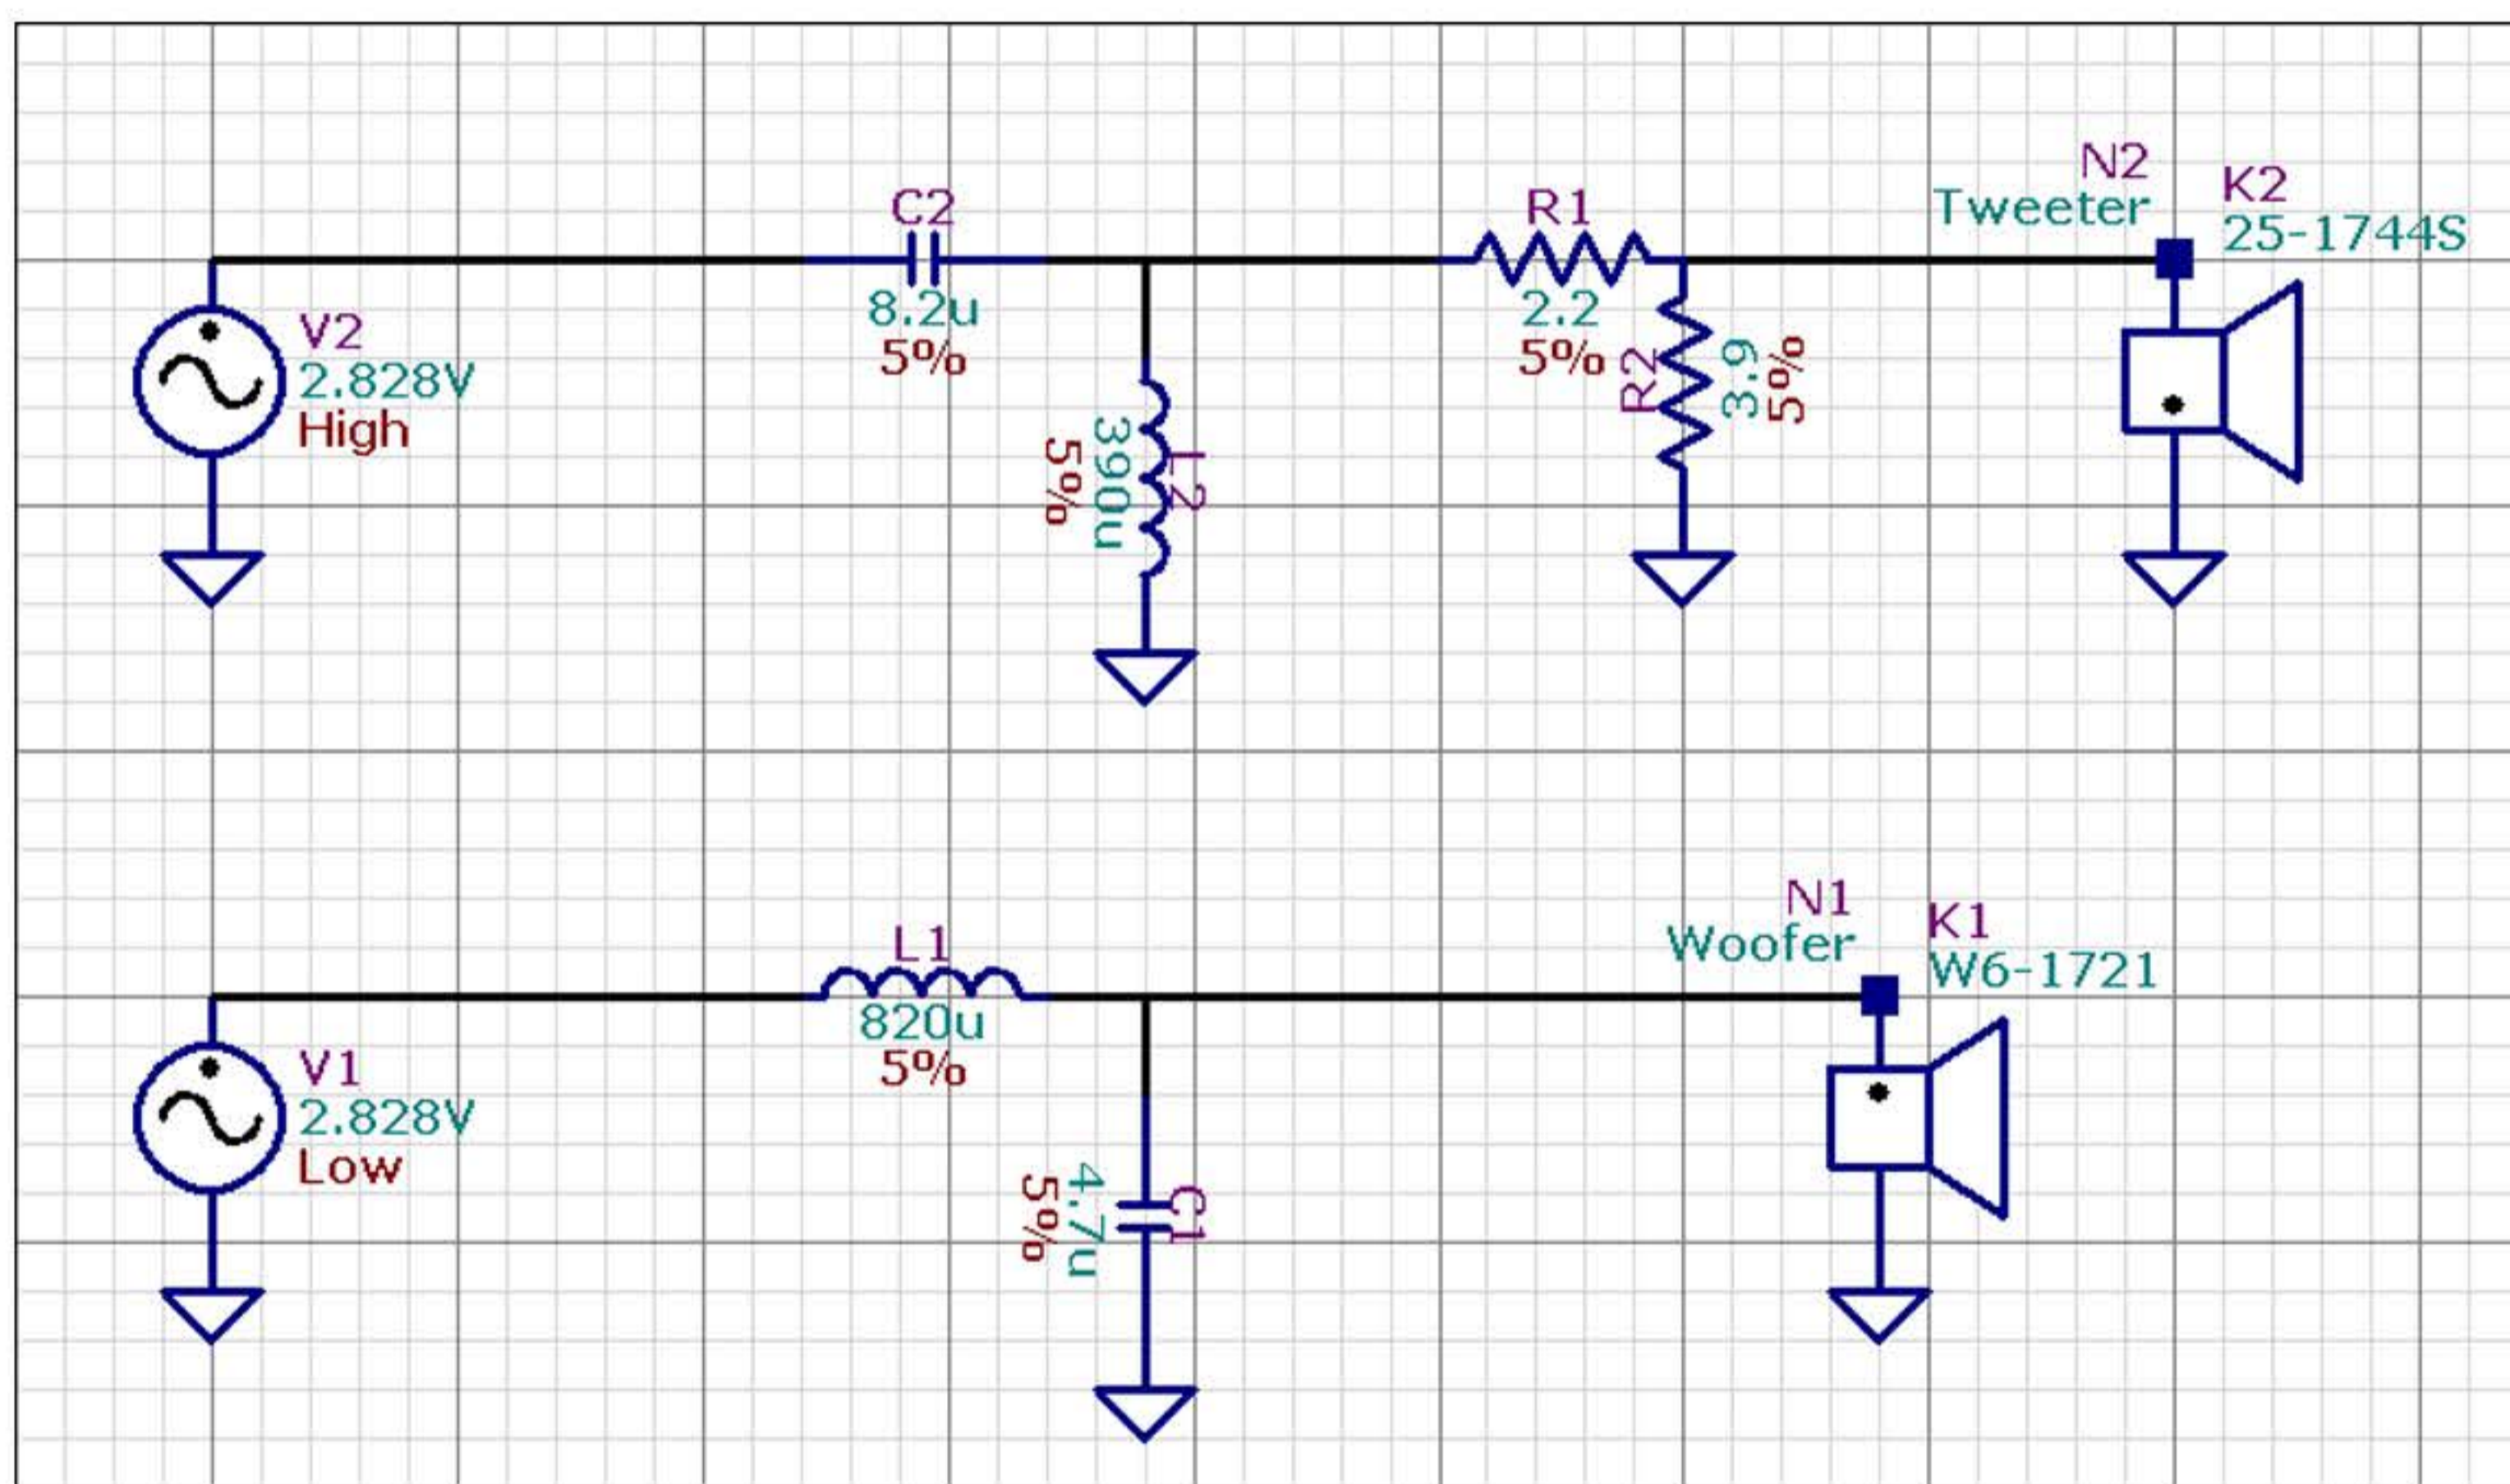 C2
8.2u
5%
R1
2.2
5%
N2
Tweeter
K2
25-1744S
V2
2.828V
High
L2
390u
5%
R2
3.9
5%
L1
820u
5%
N1
Woofer
K1
W6-1721
V1
2.828V
Low
C1
4.7u
5%